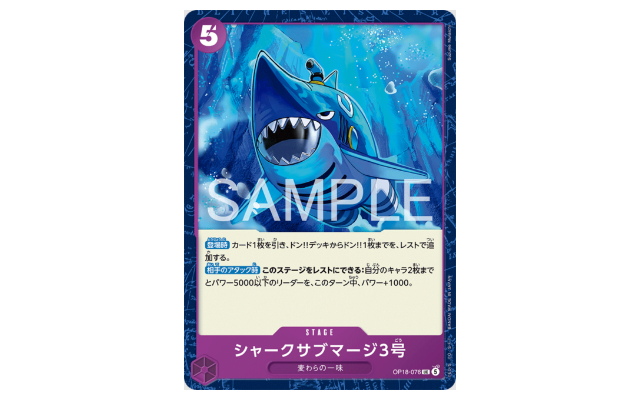 5
SAMPLE
登場時 カード1枚を引き、ドン!!デッキからドン!!1枚までを、レストで追
加する。
相手のアタック時 このステージをレストにできる:自分のキャラ2枚まで
とパワー5000以下のリーダーを、このターン中、パワー+1000。
STAGE
シャークサブマージ3号
麦わらの一味
OP18-078 UC 5